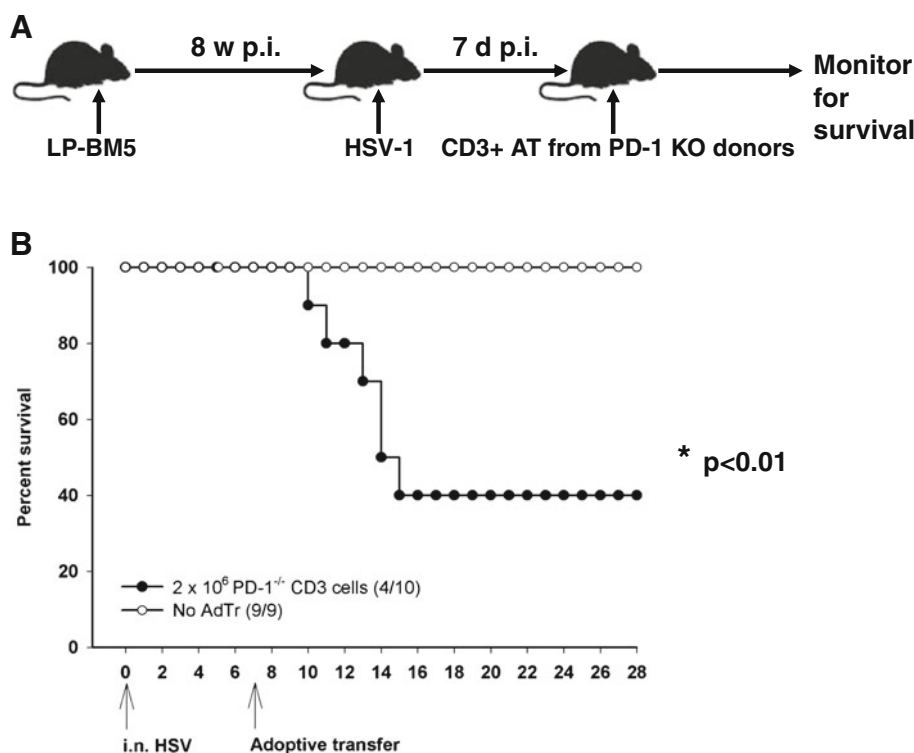 A
8 w p.i.
7 d p.i.
Monitor
for
survival
LP-BM5
HSV-1
CD3+ AT from PD-1 KO donors
B
Percent survival
100
80
60
40
20
0
* p<0.01
2 x 10⁶ PD-1⁻/⁻ CD3 cells (4/10)
No AdTr (9/9)
0 2 4 6 8 10 12 14 16 18 20 22 24 26 28
i.n. HSV
Adoptive transfer